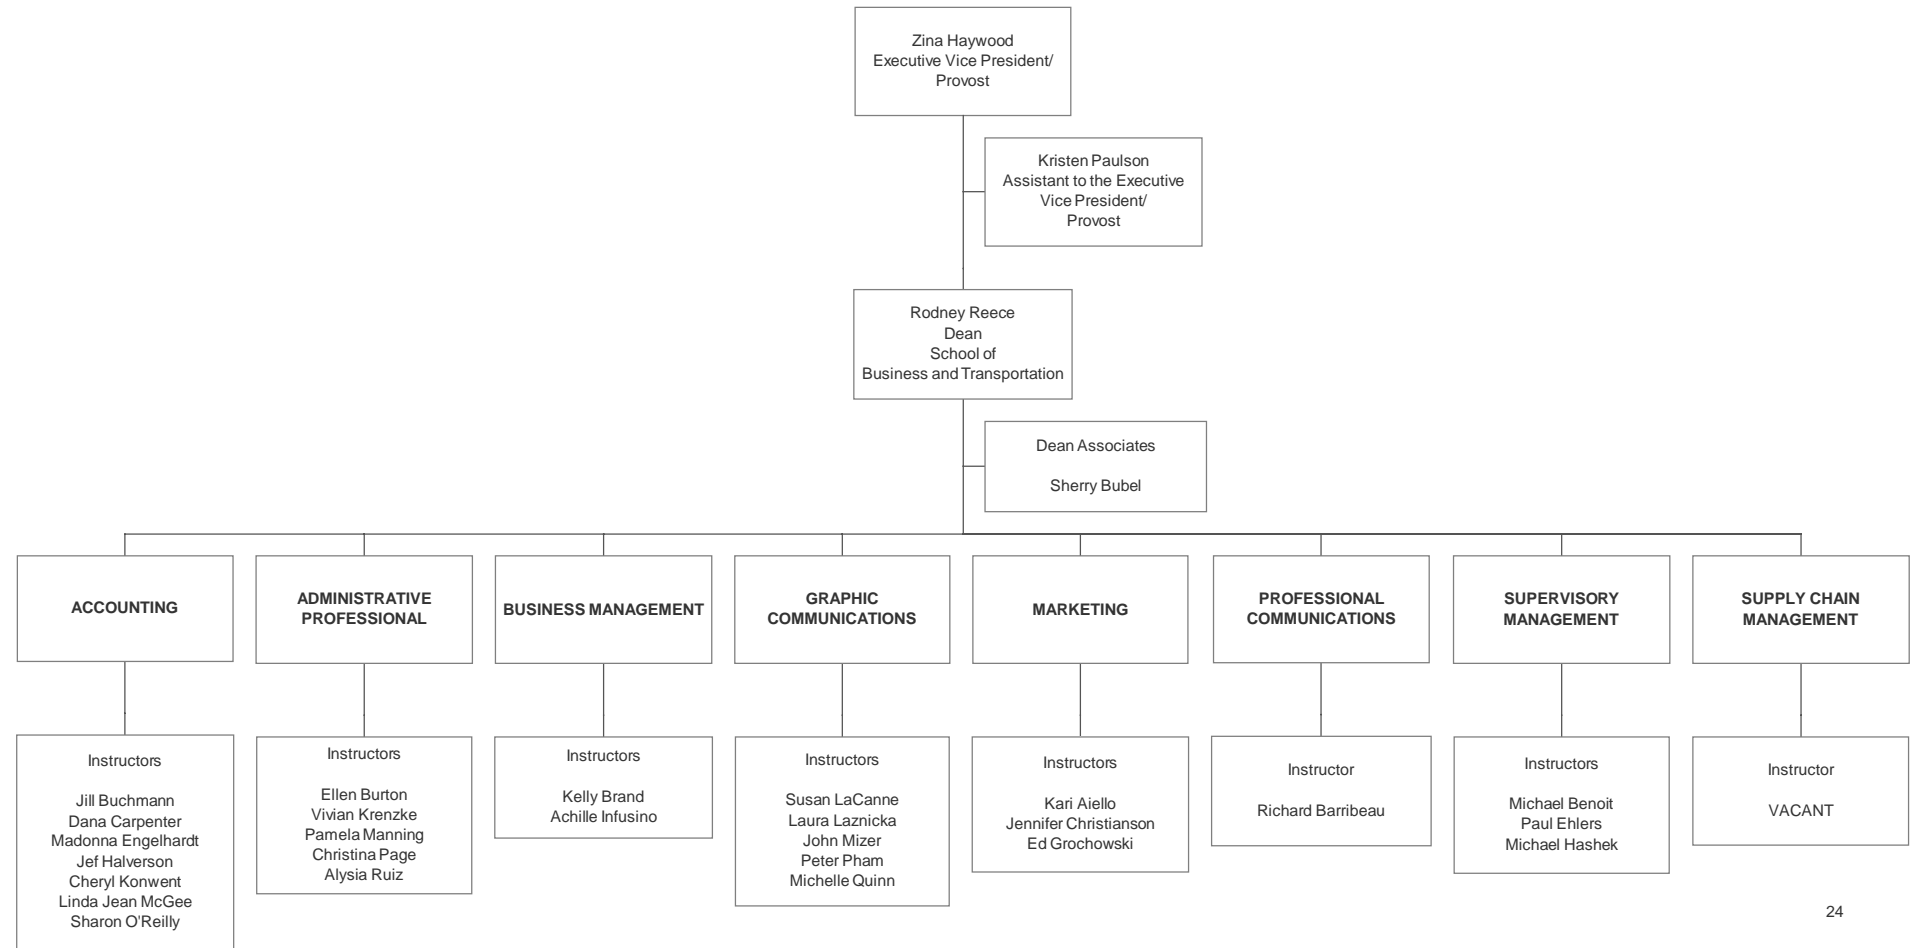 Zina Haywood
Executive Vice President/
Provost
Kristen Paulson
Assistant to the Executive
Vice President/
Provost
Rodney Reece
Dean
School of
Business and Transportation
Dean Associates
Sherry Bubel
ACCOUNTING
ADMINISTRATIVE
PROFESSIONAL
BUSINESS MANAGEMENT
GRAPHIC
COMMUNICATIONS
MARKETING
PROFESSIONAL
COMMUNICATIONS
SUPERVISORY
MANAGEMENT
SUPPLY CHAIN
MANAGEMENT
Instructors
Jill Buchmann
Dana Carpenter
Madonna Engelhardt
Jef Halverson
Cheryl Konwent
Linda Jean McGee
Sharon O'Reilly
Instructors
Ellen Burton
Vivian Krenzke
Pamela Manning
Christina Page
Alysia Ruiz
Instructors
Kelly Brand
Achille Infusino
Instructors
Susan LaCanne
Laura Laznicka
John Mizer
Peter Pham
Michelle Quinn
Instructors
Kari Aiello
Jennifer Christianson
Ed Grochowski
Instructor
Richard Barribeau
Instructors
Michael Benoit
Paul Ehlers
Michael Hashek
Instructor
VACANT
24